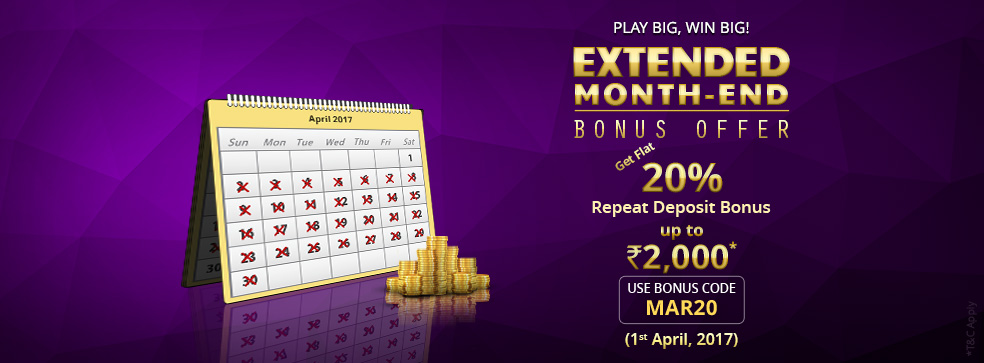 PLAY BIG, WIN BIG!
EXTENDED
MONTH-END
BONUS OFFER
Get Flat
20%
Repeat Deposit Bonus
up to
₹2,000*
USE BONUS CODE
MAR20
(1st April, 2017)
*T&C Apply
April 2017
Sun Mon Tue Wed Thu Fri Sat
1
2 3 4 5 6 7 8
9 10 11 12 13 14 15
16 17 18 19 20 21 22
23 24 25 26 27 28 29
30